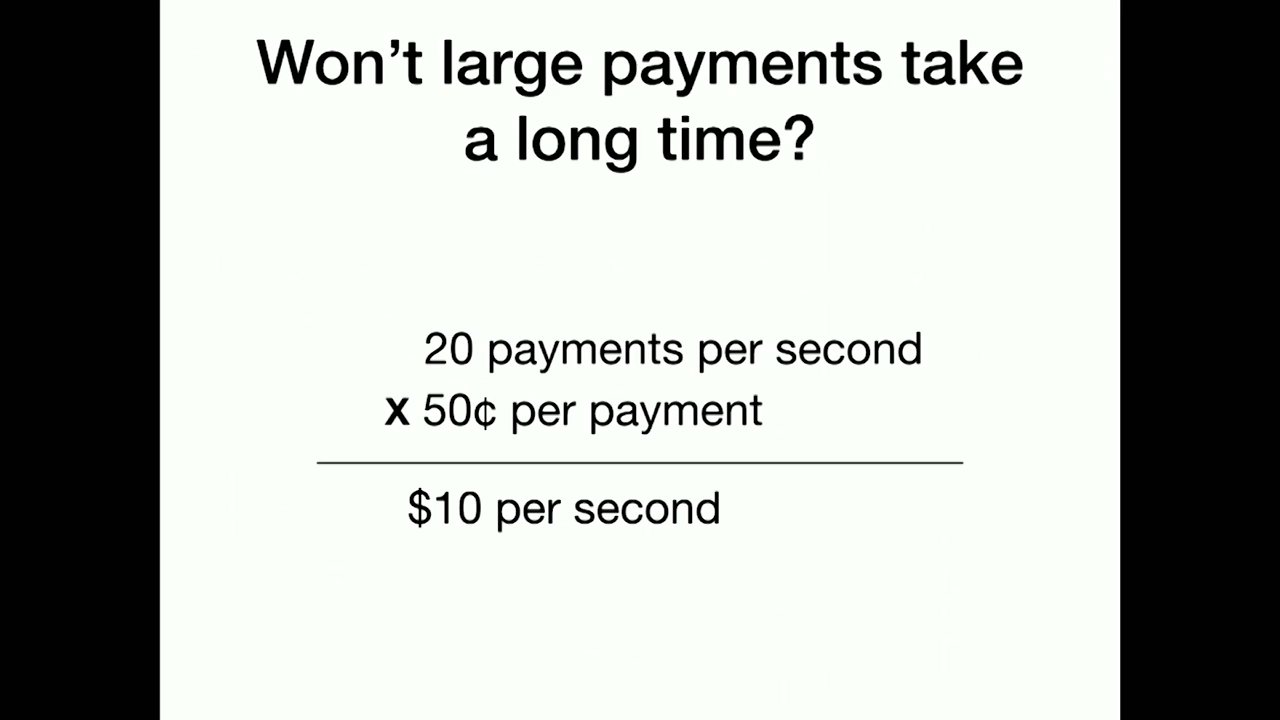 Won’t large payments take
a long time?
20 payments per second
x 50¢ per payment
$10 per second